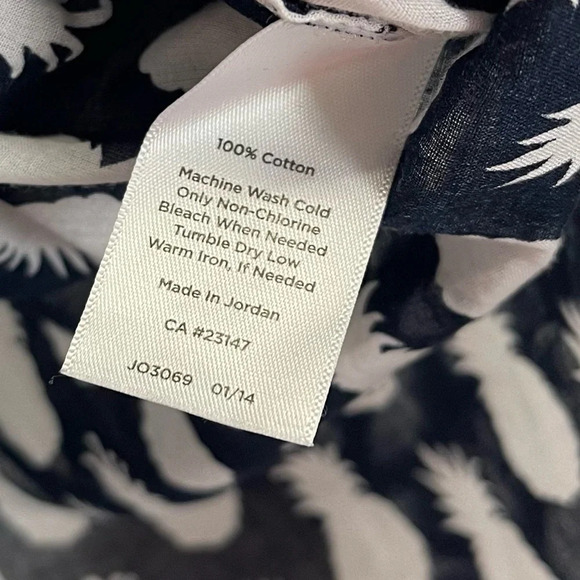 100% Cotton
Machine Wash Cold
Only Non-Chlorine
Bleach When Needed
Tumble Dry Low
Warm Iron, If Needed
Made In Jordan
CA #23147
JO3069 01/14